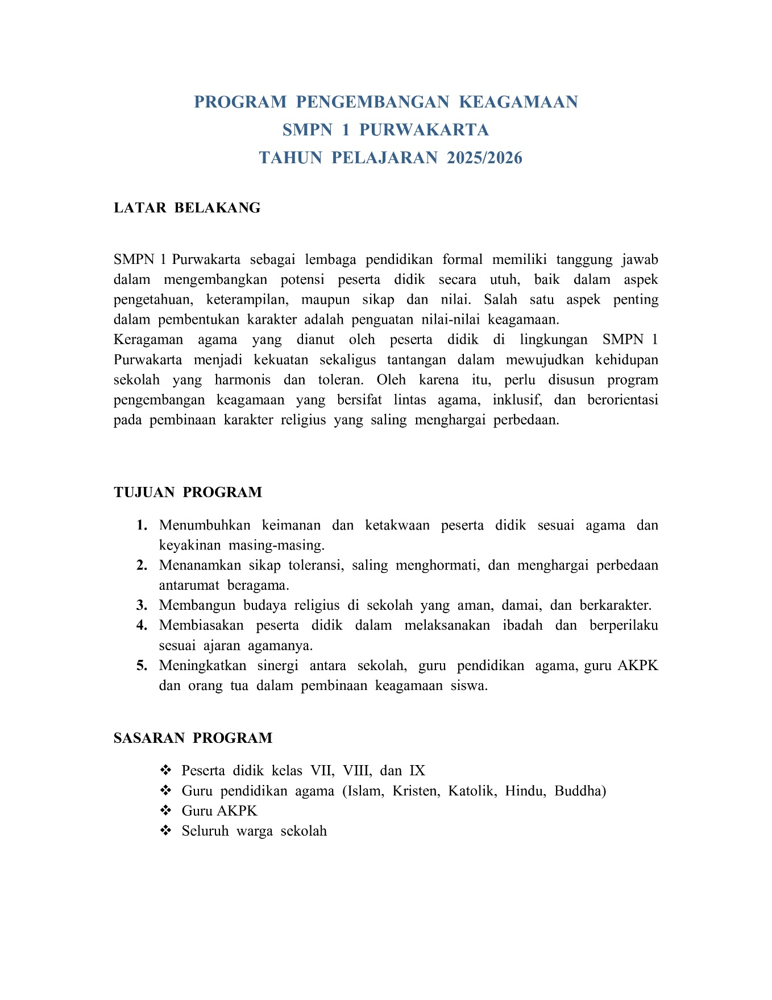 PROGRAM PENGEMBANGAN KEAGAMAAN
SMPN 1 PURWAKARTA
TAHUN PELAJARAN 2025/2026
LATAR BELAKANG
SMPN 1 Purwakarta sebagai lembaga pendidikan formal memiliki tanggung jawab
dalam mengembangkan potensi peserta didik secara utuh, baik dalam aspek
pengetahuan, keterampilan, maupun sikap dan nilai. Salah satu aspek penting
dalam pembentukan karakter adalah penguatan nilai-nilai keagamaan.
Keragaman agama yang dianut oleh peserta didik di lingkungan SMPN 1
Purwakarta menjadi kekuatan sekaligus tantangan dalam mewujudkan kehidupan
sekolah yang harmonis dan toleran. Oleh karena itu, perlu disusun program
pengembangan keagamaan yang bersifat lintas agama, inklusif, dan berorientasi
pada pembinaan karakter religius yang saling menghargai perbedaan.
TUJUAN PROGRAM
1. Menumbuhkan keimanan dan ketakwaan peserta didik sesuai agama dan
keyakinan masing-masing.
2. Menanamkan sikap toleransi, saling menghormati, dan menghargai perbedaan
antarumat beragama.
3. Membangun budaya religius di sekolah yang aman, damai, dan berkarakter.
4. Membiasakan peserta didik dalam melaksanakan ibadah dan berperilaku
sesuai ajaran agamanya.
5. Meningkatkan sinergi antara sekolah, guru pendidikan agama, guru AKPK
dan orang tua dalam pembinaan keagamaan siswa.
SASARAN PROGRAM
❖ Peserta didik kelas VII, VIII, dan IX
❖ Guru pendidikan agama (Islam, Kristen, Katolik, Hindu, Buddha)
❖ Guru AKPK
❖ Seluruh warga sekolah